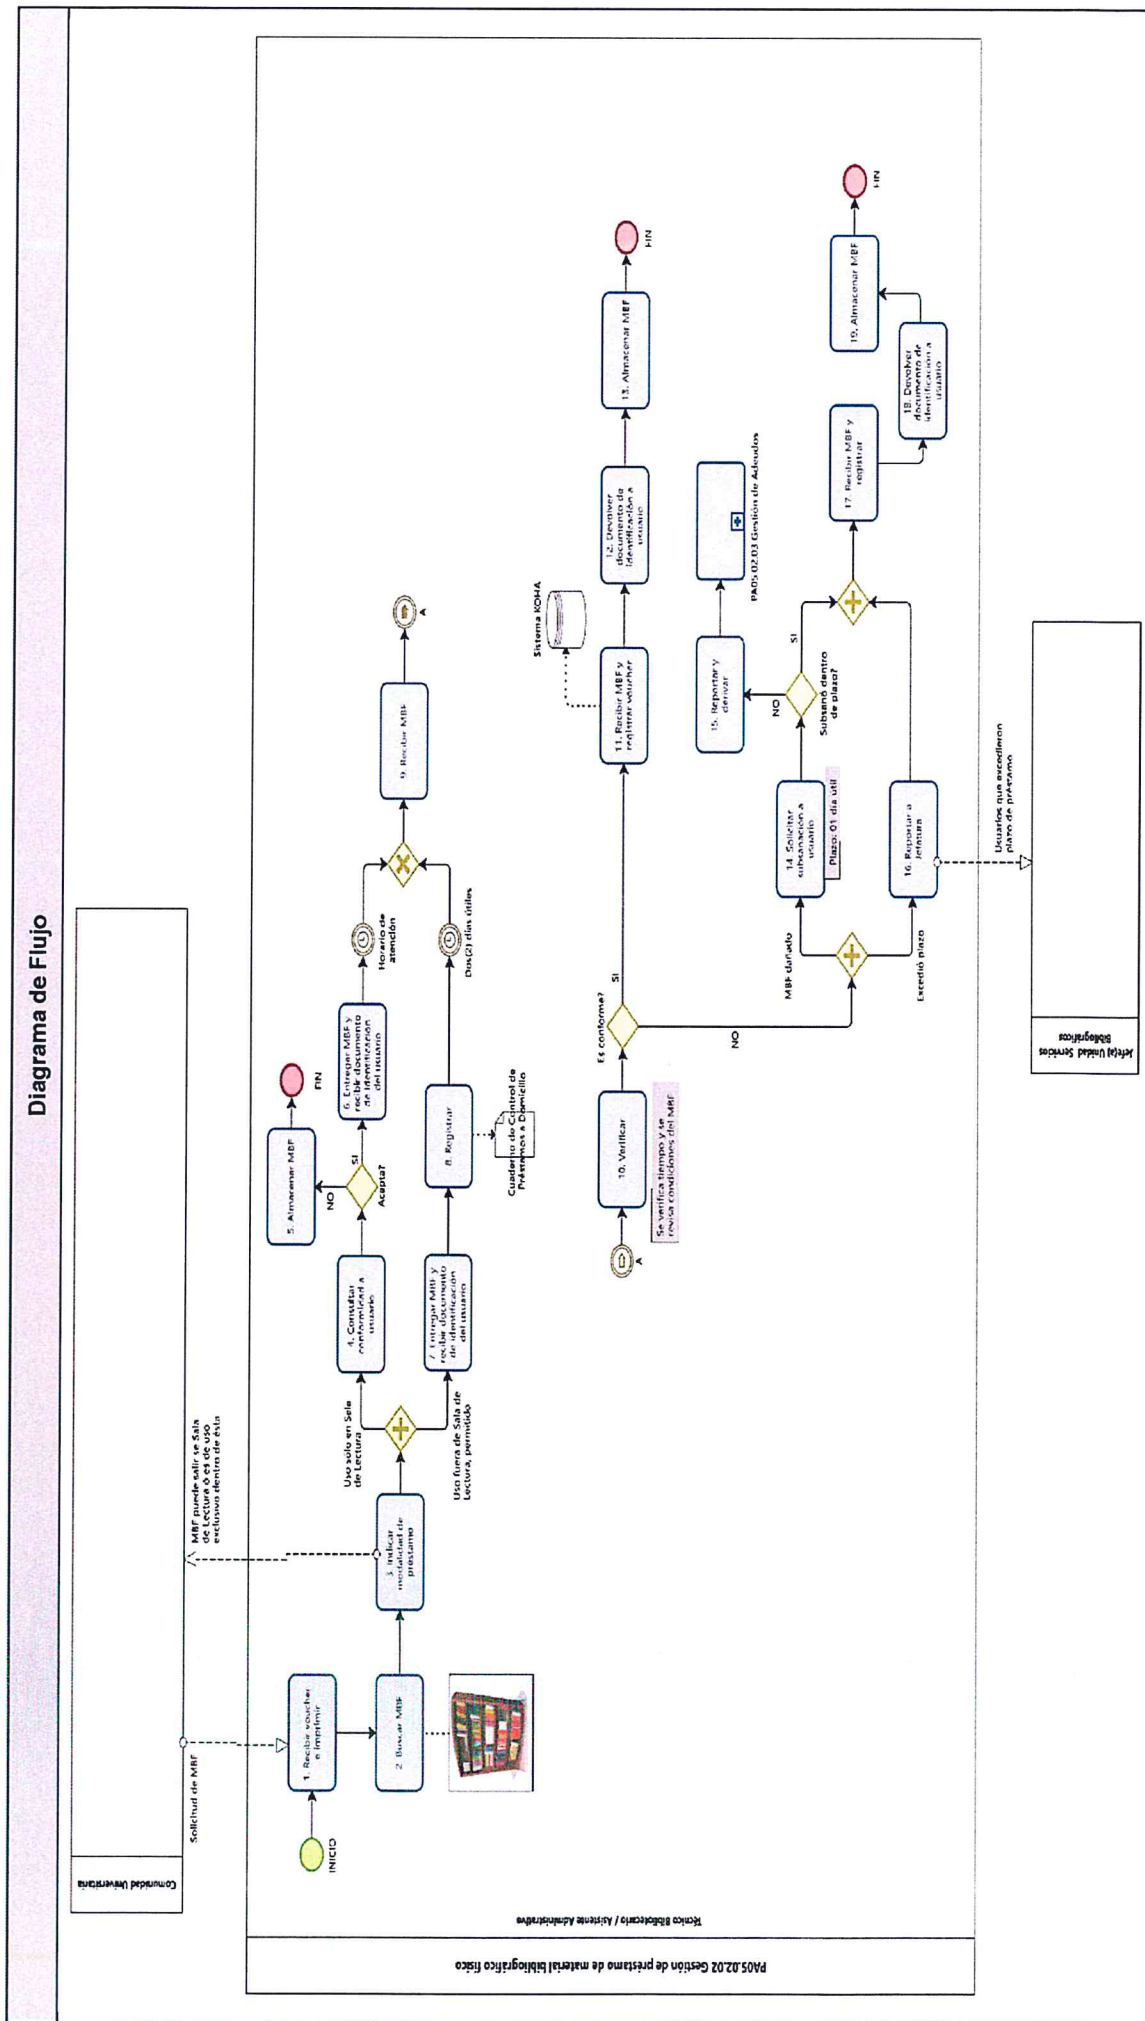 Diagrama de Flujo
Comunidad Universitaria
Solicitud de MBF
MBF puede salir se Sala
de Lectura ó es de uso
exclusivo dentro de ésta
PA05.02.02 Gestión de préstamo de material bibliográfico físico
Técnico Bibliotecario / Asistente Administrativo
INICIO
1. Recibir voucher
e imprimir
2. Buscar MBF
3. Indicar
modalidad de
préstamo
Uso sólo en Sala
de Lectura
Uso fuera de Sala de
Lectura, permitido
4. Consultar
conformidad a
usuario
Acepta?
NO
SI
5. Almacenar MBF
FIN
6. Entregar MBF y
recibir documento
de identificación
del usuario
Horario de
atención
7. Entregar MBF y
recibir documento
de identificación
del usuario
8. Registrar
Cuaderno de Control de
Préstamos a Domicilio
Dos(2) días útiles
9. Recibir MBF
A
A
10. Verificar
Se verifica tiempo y se
revisa condiciones del MBF
Es conforme?
SI
NO
11. Recibir MBF y
registrar voucher
Sistema KOHA
12. Devolver
documento de
identificación a
usuario
13. Almacenar MBF
FIN
MBF dañado
Excedió plazo
14. Solicitar
subsanación a
usuario
Plazo: 01 día útil
Subsanó dentro
de plazo?
NO
SI
15. Reportar y
derivar
PA05.02.03 Gestión de Adeudos
16. Reportar a
Jefatura
Usuarios que excedieron
plazo de préstamo
17. Recibir MBF y
registrar
18. Devolver
documento de
identificación a
usuario
19. Almacenar MBF
FIN
Jefe(a) Unidad Servicios
Bibliográficos